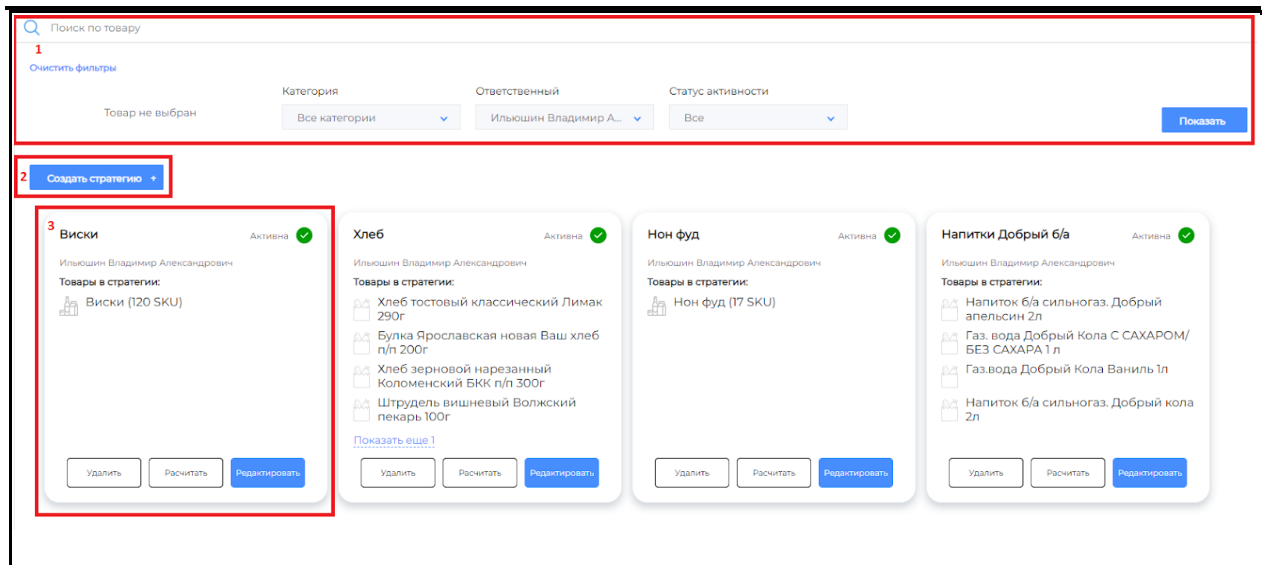 Поиск по товару
1
Очистить фильтры
Категория Ответственный Статус активности
Товар не выбран Все категории Ильюшин Владимир А... Все Показать
2 Создать стратегию +
3
Виски Активна
Ильюшин Владимир Александрович
Товары в стратегии:
Виски (120 SKU)
Удалить Расчитать Редактировать
Хлеб Активна
Ильюшин Владимир Александрович
Товары в стратегии:
Хлеб тостовый классический Лимак
290г
Булка Ярославская новая Ваш хлеб
п/п 200г
Хлеб зерновой нарезанный
Коломенский БКК п/п 300г
Штрудель вишневый Волжский
пекарь 100г
Показать еще 1
Удалить Расчитать Редактировать
Нон фуд Активна
Ильюшин Владимир Александрович
Товары в стратегии:
Нон фуд (17 SKU)
Удалить Расчитать Редактировать
Напитки Добрый б/а Активна
Ильюшин Владимир Александрович
Товары в стратегии:
Напиток б/а сильногаз. Добрый
апельсин 2л
Газ. вода Добрый Кола С САХАРОМ/
БЕЗ САХАРА 1 л
Газ.вода Добрый Кола Ваниль 1л
Напиток б/а сильногаз. Добрый кола
2л
Удалить Расчитать Редактировать